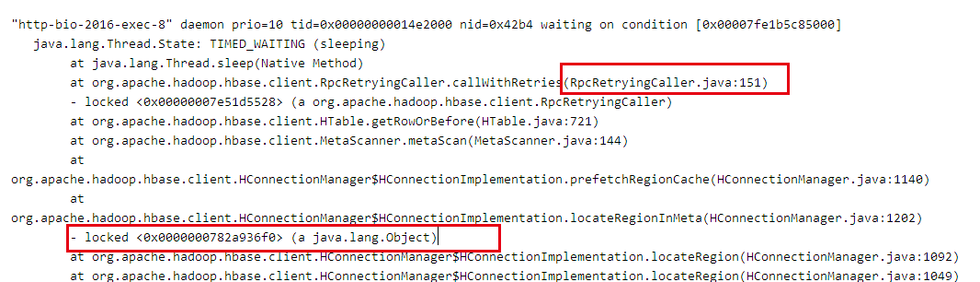 "http-bio-2016-exec-8" daemon prio=10 tid=0x00000000014e2000 nid=0x42b4 waiting on condition [0x00007fe1b5c85000]
java.lang.Thread.State: TIMED_WAITING (sleeping)
at java.lang.Thread.sleep(Native Method)
at org.apache.hadoop.hbase.client.RpcRetryingCaller.callWithRetries(RpcRetryingCaller.java:151)
- locked <0x00000007e51d5528> (a org.apache.hadoop.hbase.client.RpcRetryingCaller)
at org.apache.hadoop.hbase.client.HTable.getRowOrBefore(HTable.java:721)
at org.apache.hadoop.hbase.client.MetaScanner.metaScan(MetaScanner.java:144)
at
org.apache.hadoop.hbase.client.HConnectionManager$HConnectionImplementation.prefetchRegionCache(HConnectionManager.java:1140)
at
org.apache.hadoop.hbase.client.HConnectionManager$HConnectionImplementation.locateRegionInMeta(HConnectionManager.java:1202)
- locked <0x0000000782a936f0> (a java.lang.Object)
at org.apache.hadoop.hbase.client.HConnectionManager$HConnectionImplementation.locateRegion(HConnectionManager.java:1092)
at org.apache.hadoop.hbase.client.HConnectionManager$HConnectionImplementation.locateRegion(HConnectionManager.java:1049)